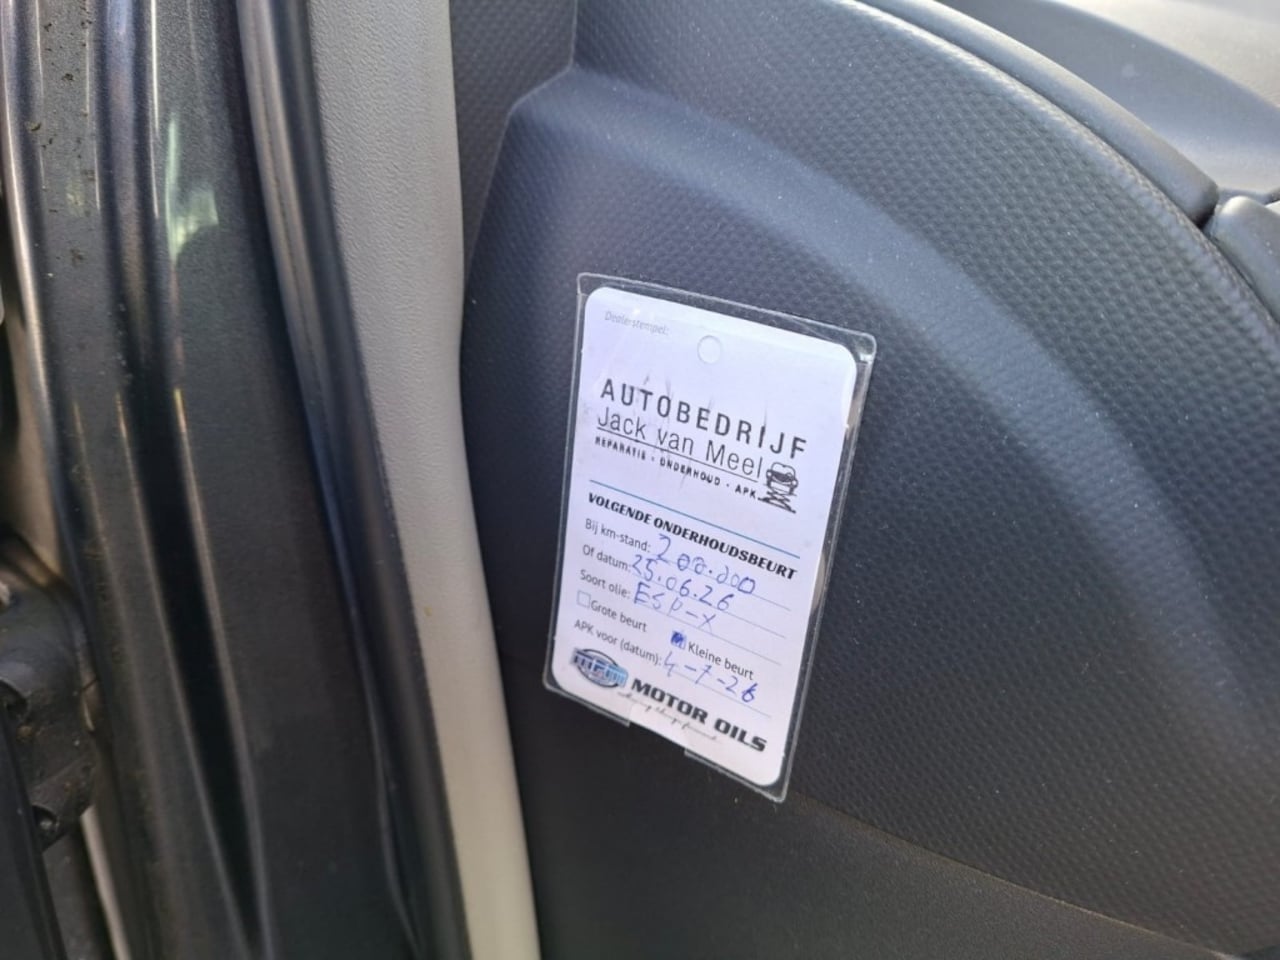 Dealerstempel:
AUTOBEDRIJF
Jack van Meel
REPARATIE - ONDERHOUD - APK
VOLGENDE ONDERHOUDSBEURT
Bij km-stand: 200.000
Of datum: 25.06.26
Soort olie: ESP-X
Grote beurt
Kleine beurt
APK voor (datum): 4-7-26
MOTOR OILS